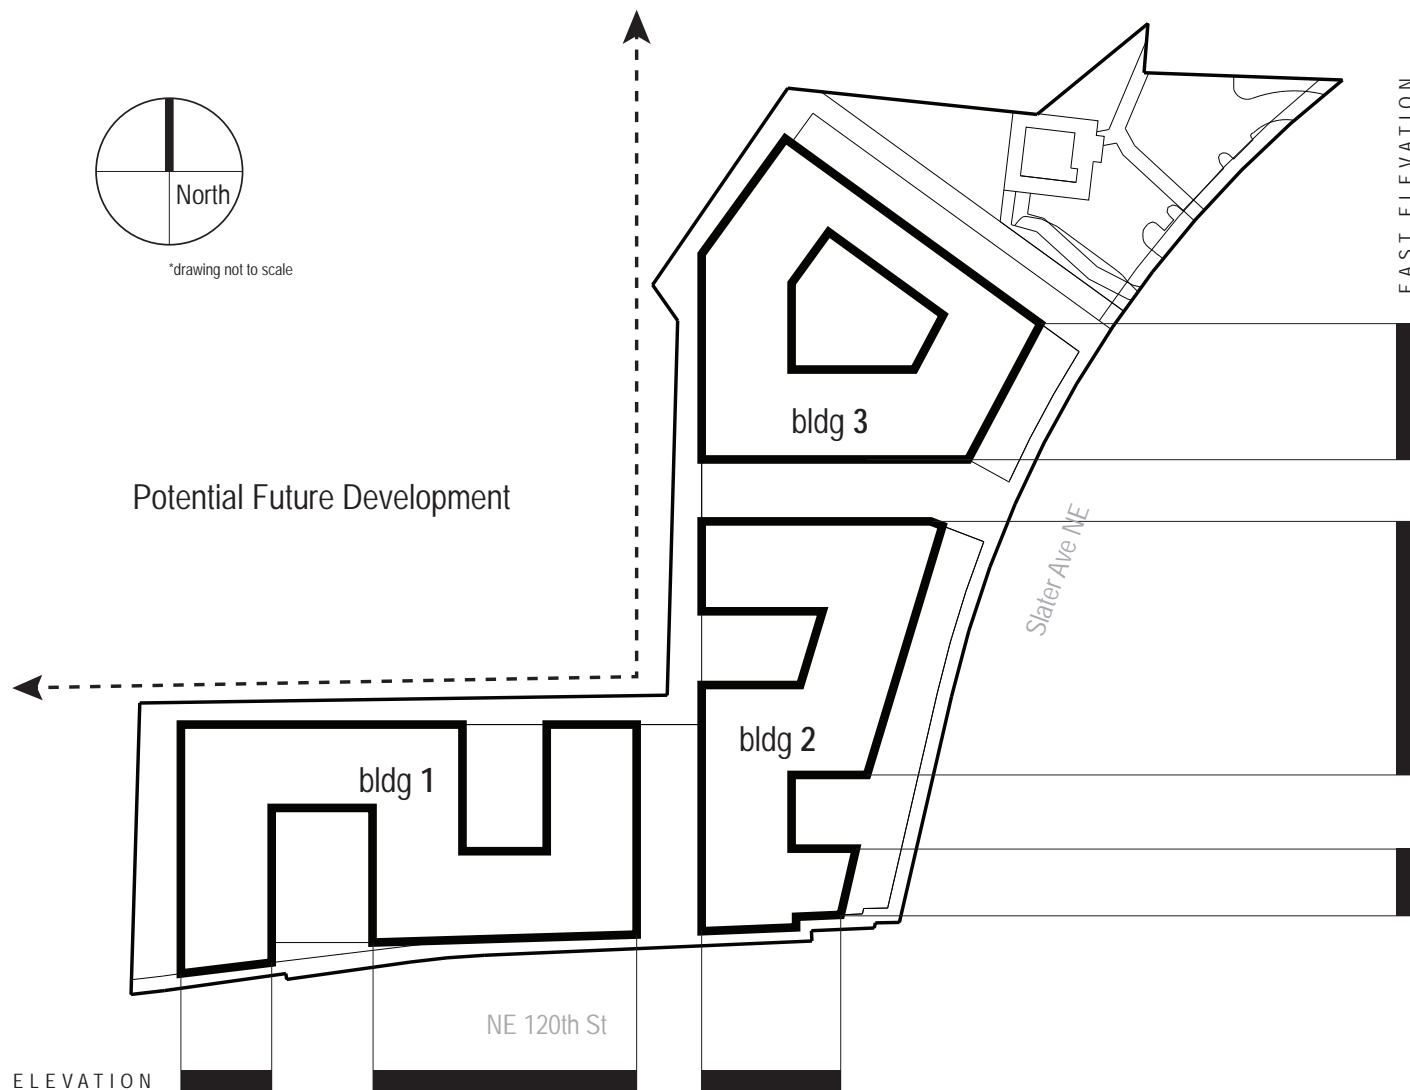 North
*drawing not to scale
EAST ELEVATION
bldg 3
Potential Future Development
Slater Ave NE
bldg 2
bldg 1
NE 120th St
ELEVATION